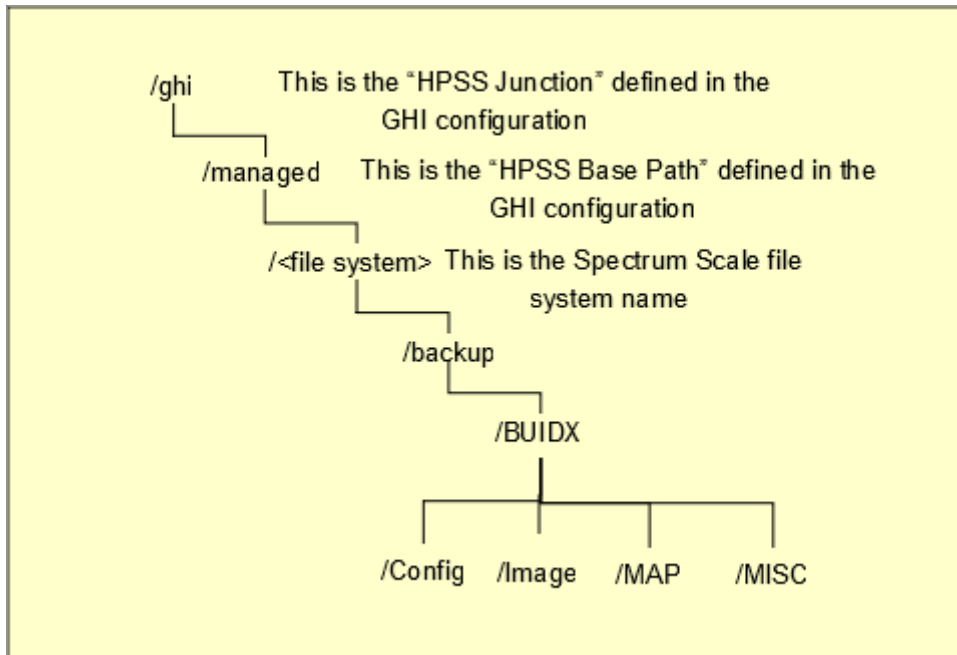 /ghi This is the “HPSS Junction” defined in the
GHI configuration
/managed This is the “HPSS Base Path” defined in the
GHI configuration
/<file system> This is the Spectrum Scale file
system name
/backup
/BUIDX
/Config /Image /MAP /MISC